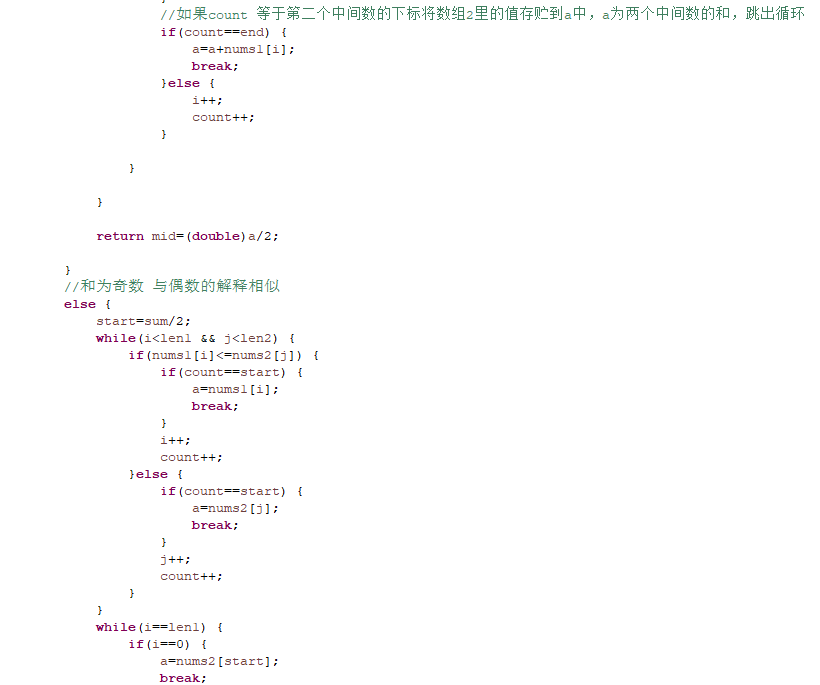 }
//如果count 等于第二个中间数的下标将数组2里的值存贮到a中，a为两个中间数的和，跳出循环
if(count==end) {
a=a+nums1[i];
break;
}else {
i++;
count++;
}
}
}
return mid=(double)a/2;
}
//和为奇数 与偶数的解释相似
else {
start=sum/2;
while(i<len1 && j<len2) {
if(nums1[i]<=nums2[j]) {
if(count==start) {
a=nums1[i];
break;
}
i++;
count++;
}else {
if(count==start) {
a=nums2[j];
break;
}
j++;
count++;
}
}
while(i==len1) {
if(i==0) {
a=nums2[start];
break;